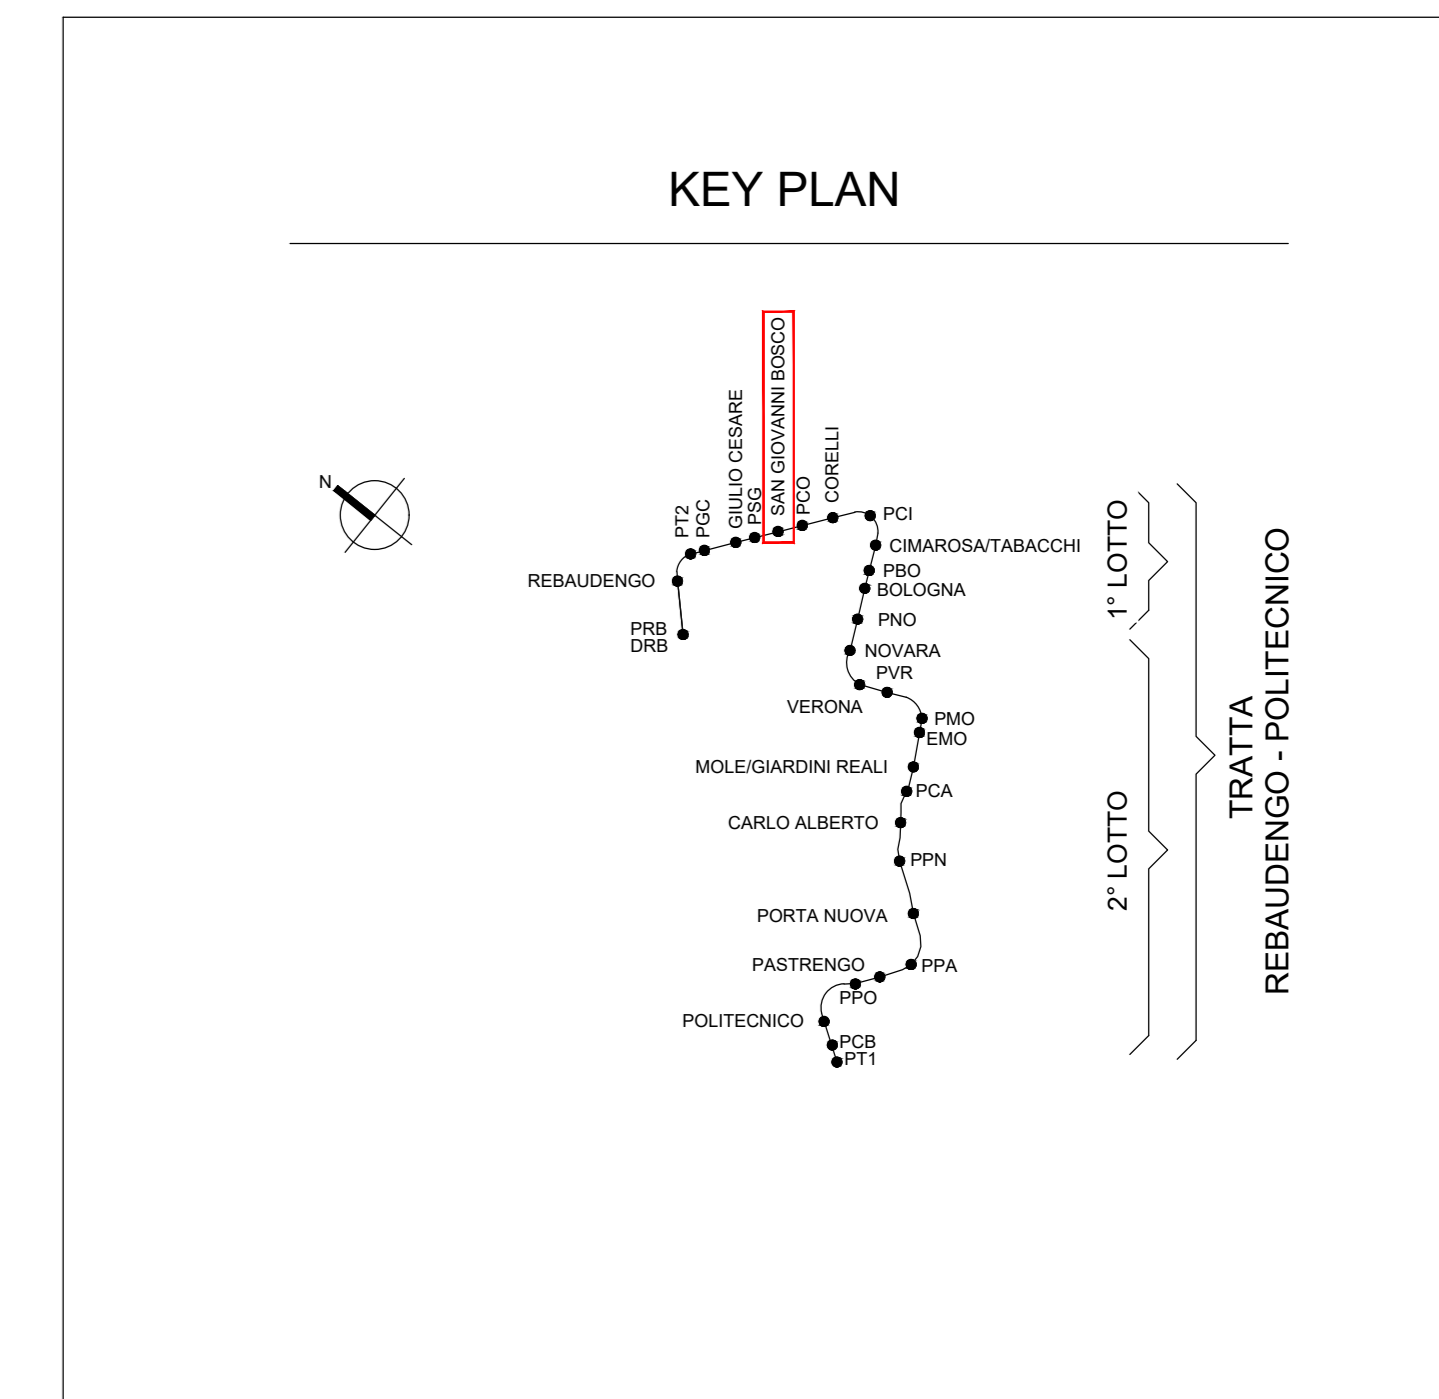 KEY PLAN
N
PT2
PGC
GIULIO CESARE
PSG
SAN GIOVANNI BOSCO
PCO
CORELLI
PCI
CIMAROSA/TABACCHI
REBAUDENGO
PBO
BOLOGNA
PNO
PRB
DRB
NOVARA
PVR
VERONA
PMO
EMO
MOLE/GIARDINI REALI
PCA
CARLO ALBERTO
PPN
PORTA NUOVA
PASTRENGO
PPA
PPO
POLITECNICO
PCB
PT1
1° LOTTO
2° LOTTO
TRATTA
REBAUDENGO - POLITECNICO